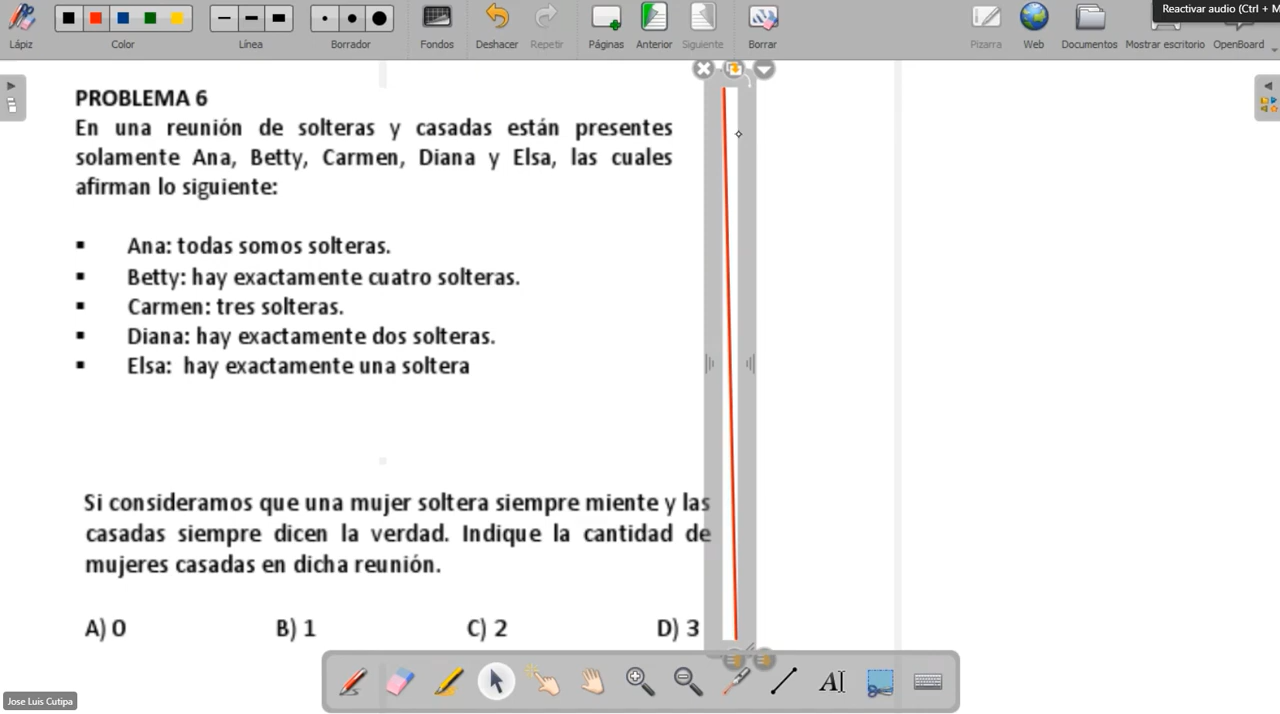 Reactivar audio (Ctrl + M
Lápiz
Color
Línea
Borrador
Fondos
Deshacer
Repetir
Páginas
Anterior
Siguiente
Borrar
Pizarra
Web
Documentos
Mostrar escritorio
OpenBoard
PROBLEMA 6
En una reunión de solteras y casadas están presentes
solamente Ana, Betty, Carmen, Diana y Elsa, las cuales
afirman lo siguiente:
▪ Ana: todas somos solteras.
▪ Betty: hay exactamente cuatro solteras.
▪ Carmen: tres solteras.
▪ Diana: hay exactamente dos solteras.
▪ Elsa: hay exactamente una soltera
Si consideramos que una mujer soltera siempre miente y las
casadas siempre dicen la verdad. Indique la cantidad de
mujeres casadas en dicha reunión.
A) 0 B) 1 C) 2 D) 3
AI
Jose Luis Cutipa